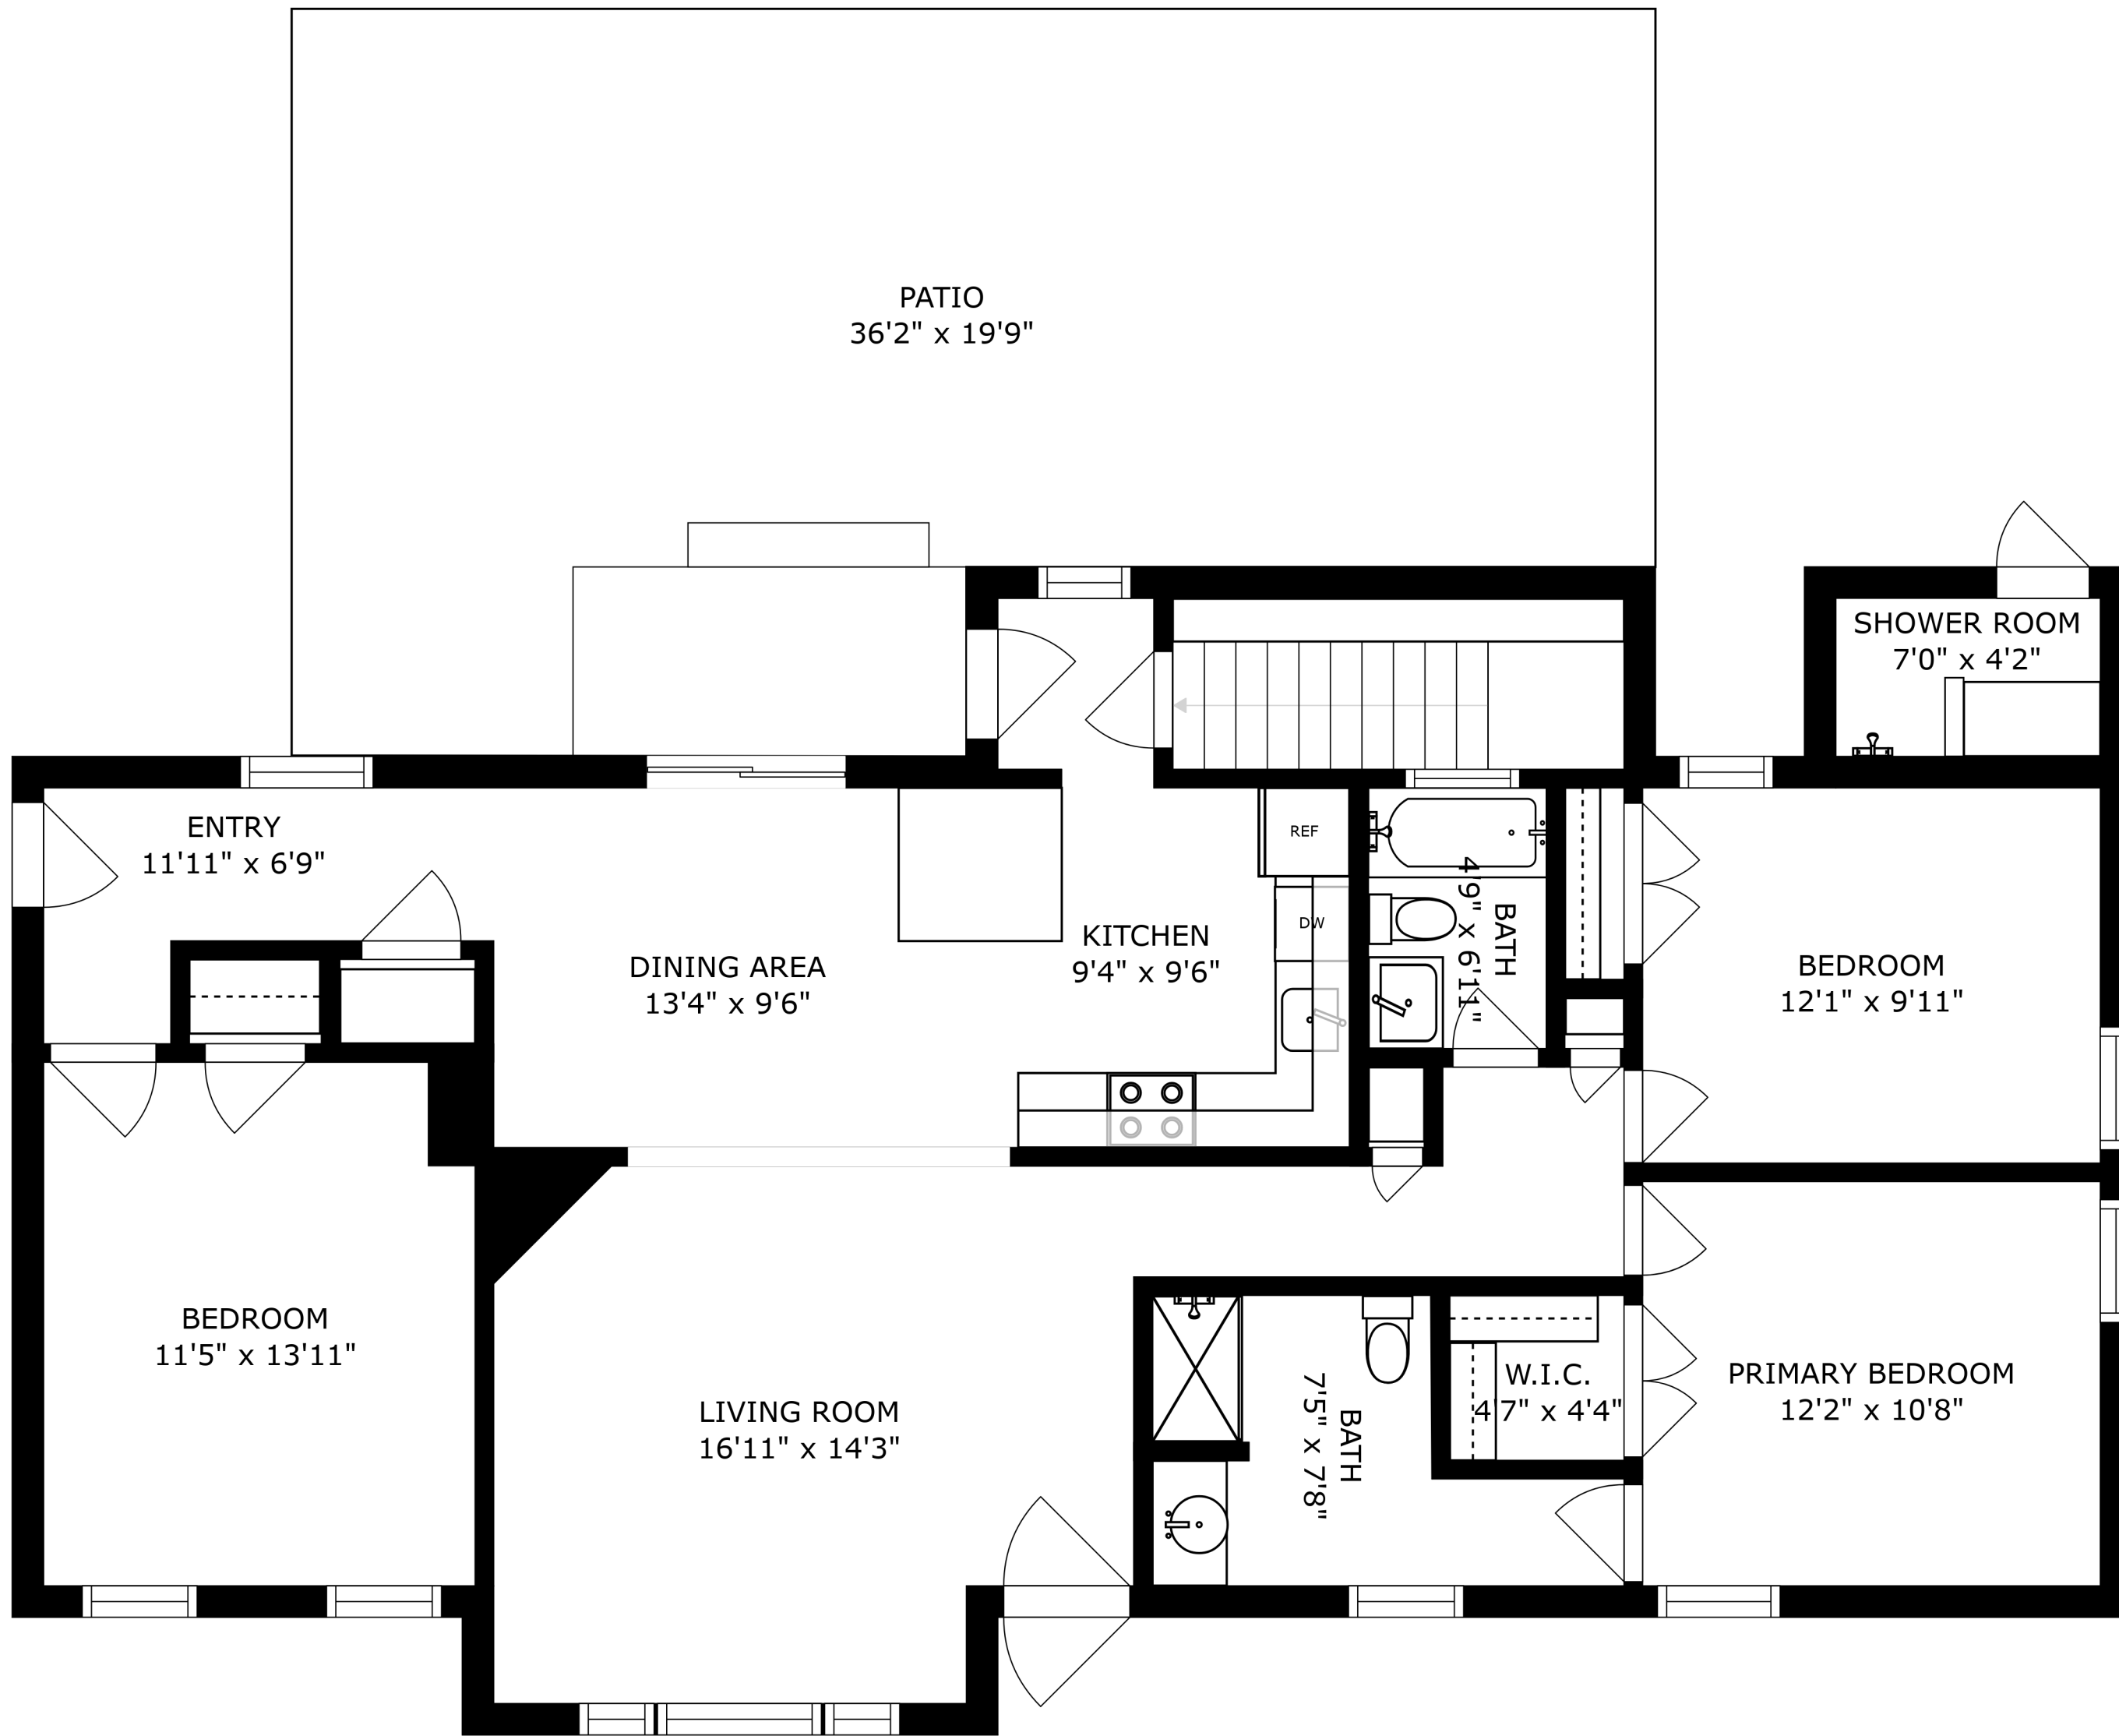 PATIO
36'2" x 19'9"
SHOWER ROOM
7'0" x 4'2"
ENTRY
11'11" x 6'9"
REF
DW
KITCHEN
9'4" x 9'6"
DINING AREA
13'4" x 9'6"
BATH
4'9" x 6'11"
BEDROOM
12'1" x 9'11"
BEDROOM
11'5" x 13'11"
LIVING ROOM
16'11" x 14'3"
BATH
7'5" x 7'8"
W.I.C.
4'7" x 4'4"
PRIMARY BEDROOM
12'2" x 10'8"